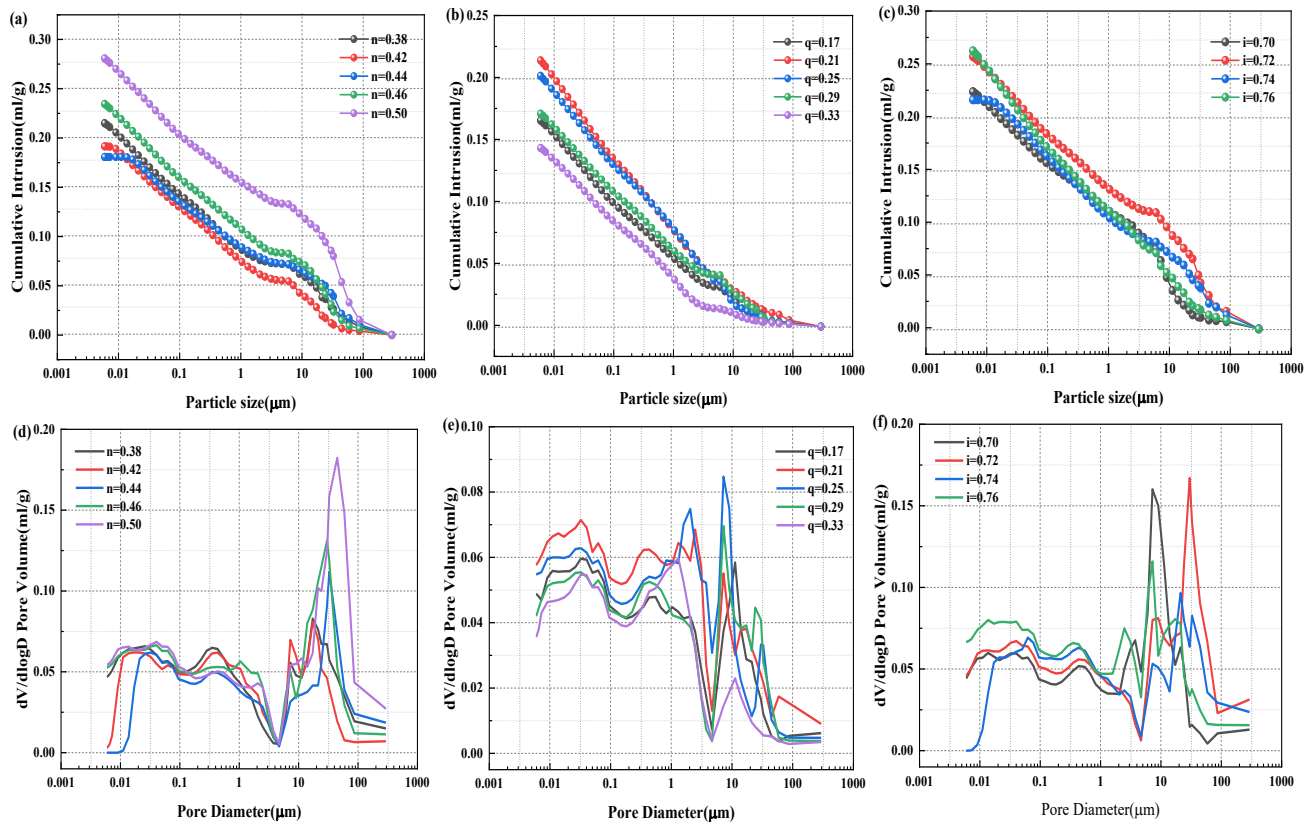 (a)
0.30
0.25
0.20
0.15
0.10
0.05
0.00
Cumulative Intrusion(ml/g)
n=0.38
n=0.42
n=0.44
n=0.46
n=0.50
0.001 0.01 0.1 1 10 100 1000
Particle size(μm)
(b)
0.25
0.20
0.15
0.10
0.05
0.00
Cumulative Intrusion(ml/g)
q=0.17
q=0.21
q=0.25
q=0.29
q=0.33
0.001 0.01 0.1 1 10 100 1000
Particle size(μm)
(c)
0.30
0.25
0.20
0.15
0.10
0.05
0.00
Cumulative Intrusion(ml/g)
i=0.70
i=0.72
i=0.74
i=0.76
0.001 0.01 0.1 1 10 100 1000
Particle size(μm)
(d)
0.20
0.15
0.10
0.05
0.00
dV/dlogD Pore Volume(ml/g)
n=0.38
n=0.42
n=0.44
n=0.46
n=0.50
0.001 0.01 0.1 1 10 100 1000
Pore Diameter(μm)
(e)
0.10
0.08
0.06
0.04
0.02
0.00
dV/dlogD Pore Volume(ml/g)
q=0.17
q=0.21
q=0.25
q=0.29
q=0.33
0.001 0.01 0.1 1 10 100 1000
Pore Diameter(μm)
(f)
0.20
0.15
0.10
0.05
0.00
dV/dlogD Pore Volume(ml/g)
i=0.70
i=0.72
i=0.74
i=0.76
0.001 0.01 0.1 1 10 100 1000
Pore Diameter(μm)